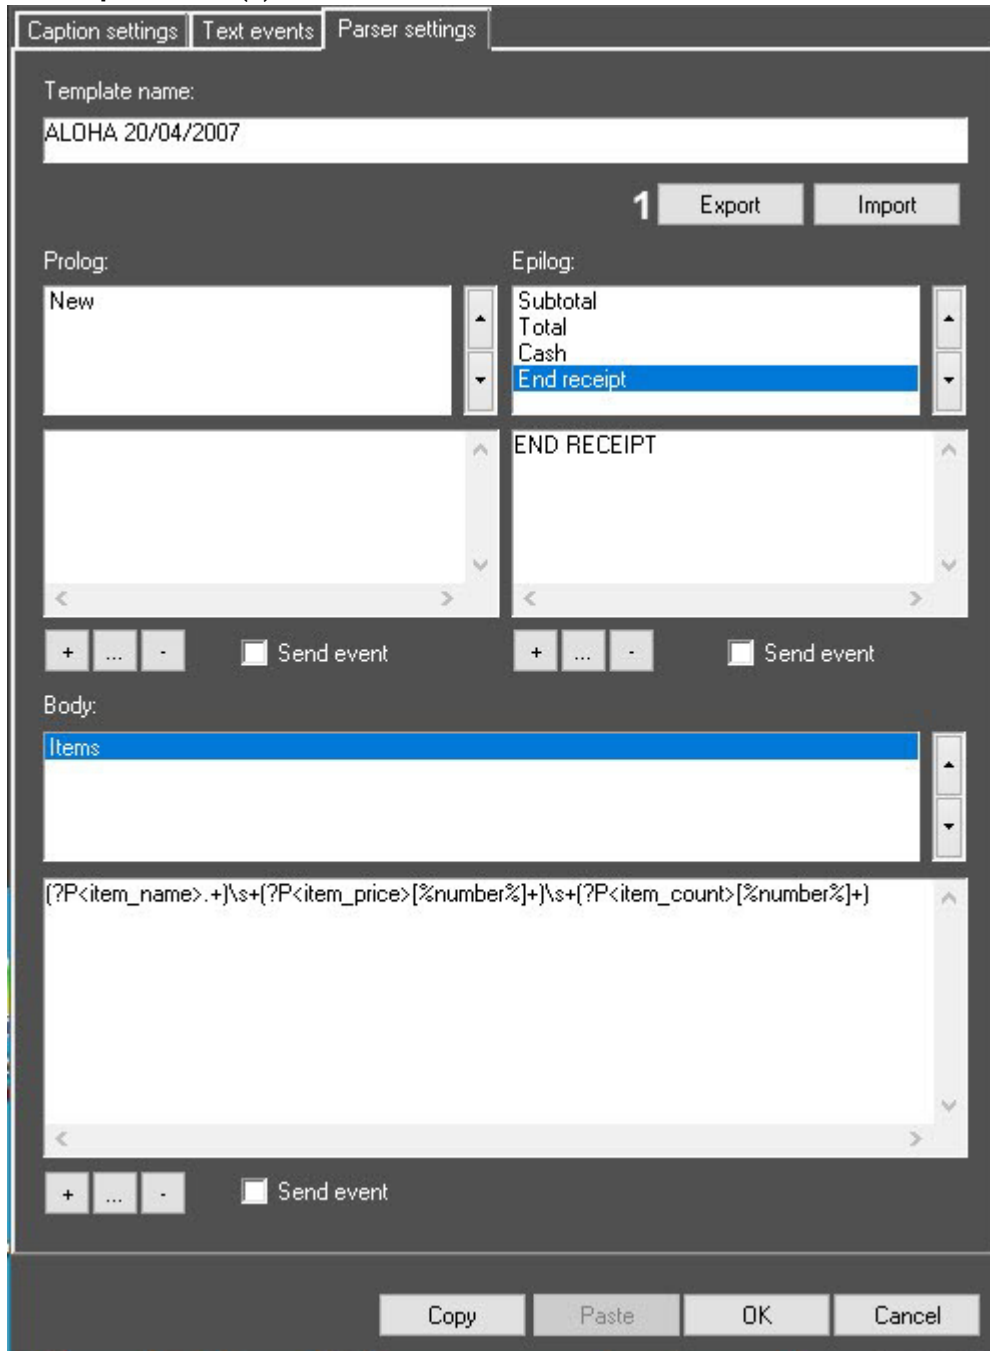 Caption settings Text events Parser settings
Template name:
ALOHA 20/04/2007
1 Export Import
Prolog: Epilog:
New Subtotal
Total
Cash
End receipt
END RECEIPT
+ ... - Send event + ... - Send event
Body:
Items
(?P<item_name>.+)\s+(?P<item_price>[%number%]+)\s+(?P<item_count>[%number%]+)
+ ... - Send event
Copy Paste OK Cancel